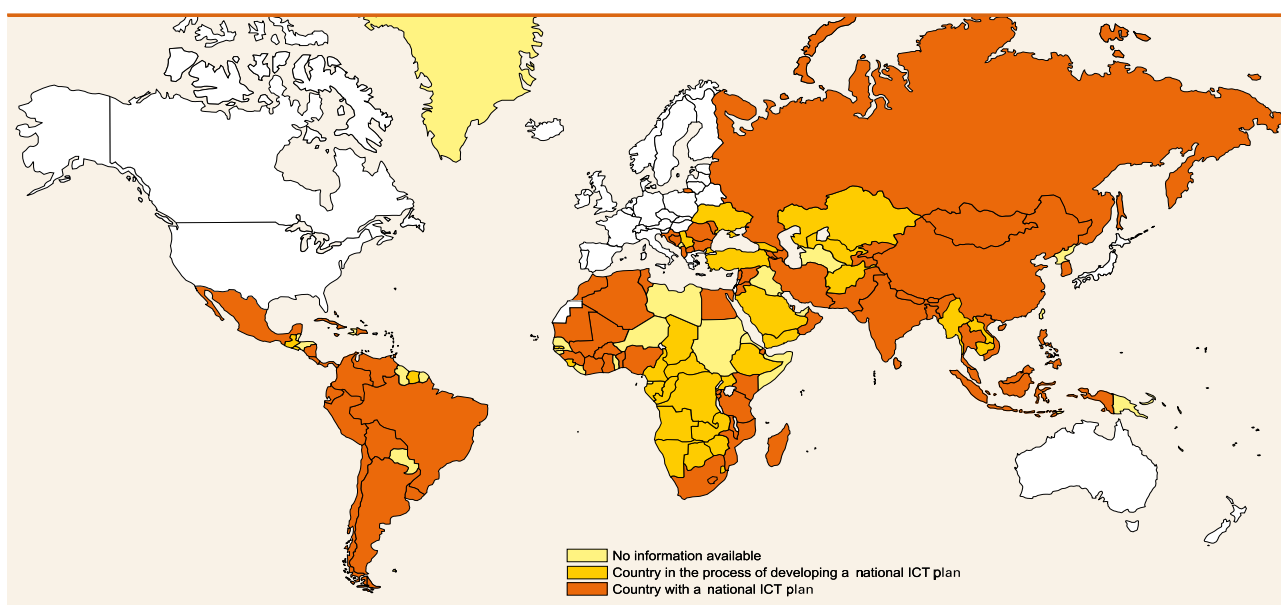 No information available
Country in the process of developing a national ICT plan
Country with a national ICT plan